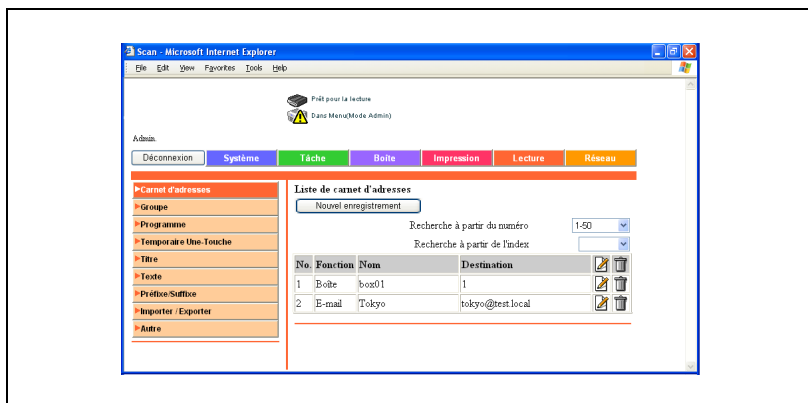 Scan - Microsoft Internet Explorer
File Edit View Favorites Tools Help
Prêt pour la lecture
Dans Menu(Mode Admin)
Admin.
Déconnexion Système Tâche Boîte Impression Lecture Réseau
Carnet d'adresses
Groupe
Programme
Temporaire Une-Touche
Titre
Texte
Préfixe/Suffixe
Importer / Exporter
Autre
Liste de carnet d'adresses
Nouvel enregistrement
Recherche à partir du numéro 1-50
Recherche à partir de l'index
No. Fonction Nom Destination
1 Boîte box01 1
2 E-mail Tokyo tokyo@test.local